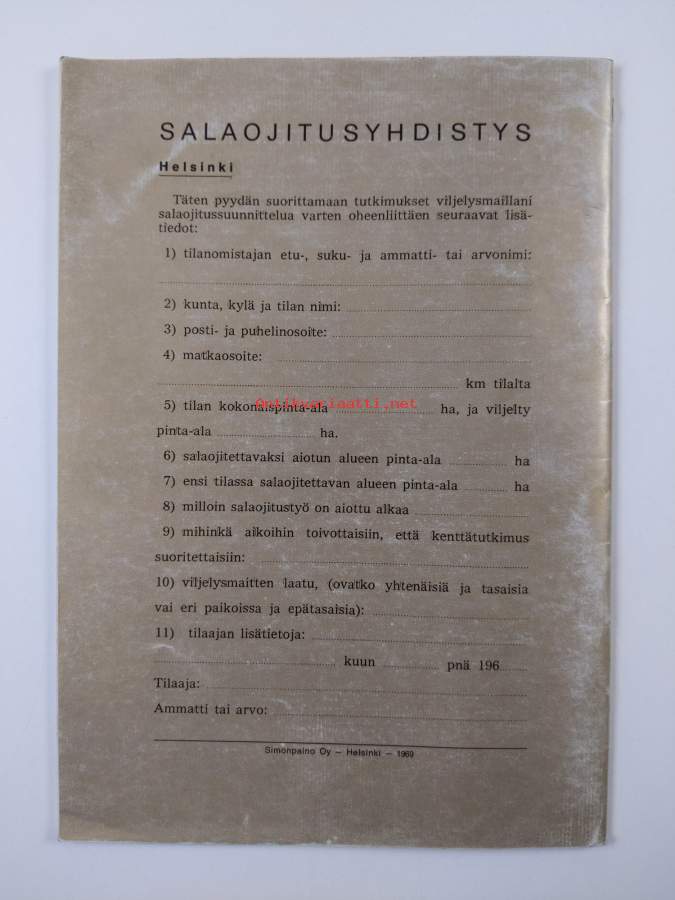 SALAOJITUSYHDISTYS
Helsinki
Täten pyydän suorittamaan tutkimukset viljelysmaillani
salaojitussuunnittelua varten oheenliittäen seuraavat lisä-
tiedot:
1) tilanomistajan etu-, suku- ja ammatti- tai arvonimi:
2) kunta, kylä ja tilan nimi:
3) posti- ja puhelinosoite:
4) matkaosoite:
km tilalta
5) tilan kokonaispinta-ala ha, ja viljelty
Antikvariaatti.net
pinta-ala ha.
6) salaojitettavaksi aiotun alueen pinta-ala ha
7) ensi tilassa salaojitettavan alueen pinta-ala ha
8) milloin salaojitustyö on aiottu alkaa
9) mihinkä aikoihin toivottaisiin, että kenttätutkimus
suoritettaisiin:
10) viljelysmaitten laatu, (ovatko yhtenäisiä ja tasaisia
vai eri paikoissa ja epätasaisia):
11) tilaajan lisätietoja:
kuun pnä 196
Tilaaja:
Ammatti tai arvo:
Simonpaino Oy — Helsinki — 1969